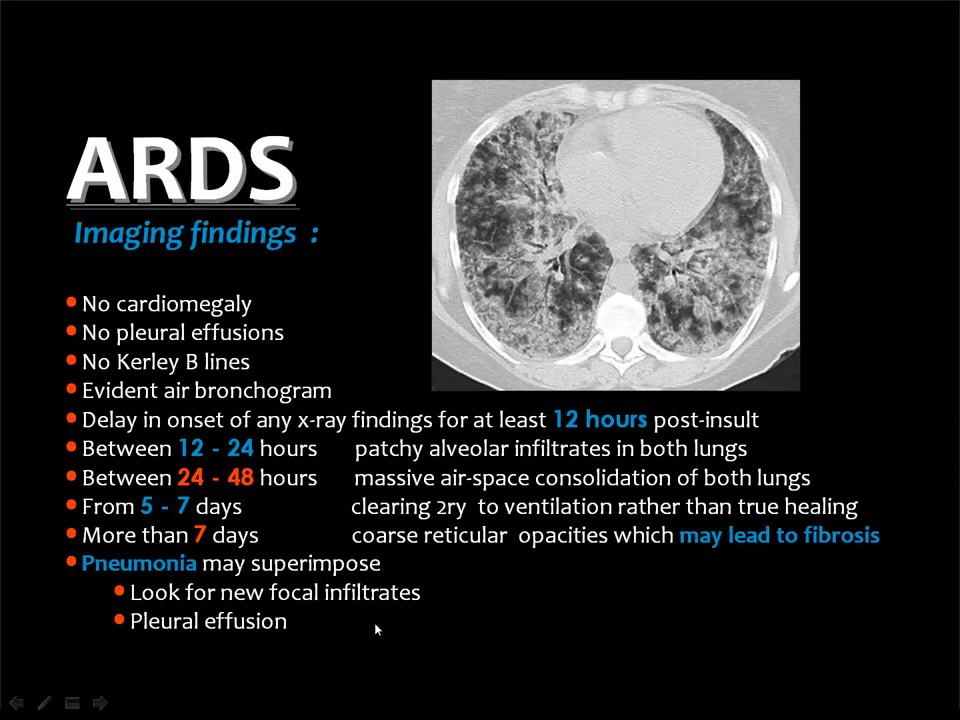 ARDS
Imaging findings :
No cardiomegaly
No pleural effusions
No Kerley B lines
Evident air bronchogram
Delay in onset of any x-ray findings for at least 12 hours post-insult
Between 12 - 24 hours patchy alveolar infiltrates in both lungs
Between 24 - 48 hours massive air-space consolidation of both lungs
From 5 - 7 days clearing 2ry to ventilation rather than true healing
More than 7 days coarse reticular opacities which may lead to fibrosis
Pneumonia may superimpose
Look for new focal infiltrates
Pleural effusion